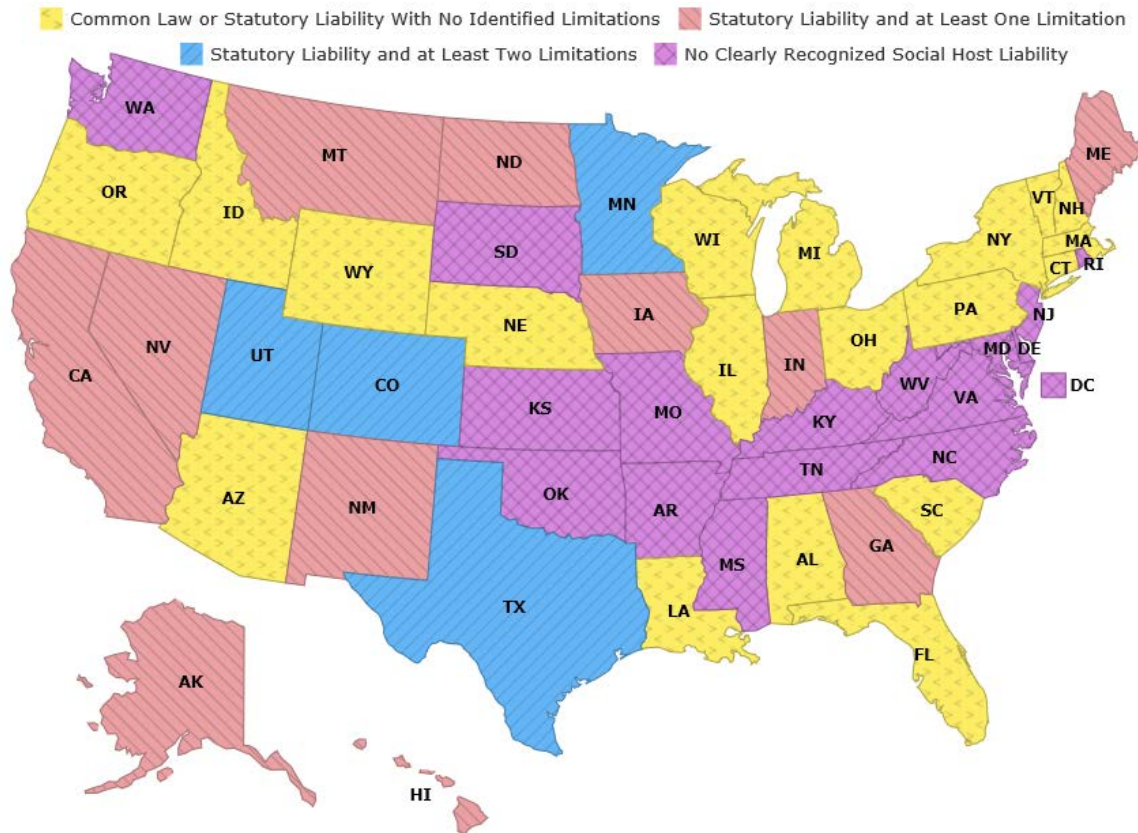 Common Law or Statutory Liability With No Identified Limitations
Statutory Liability and at Least One Limitation
Statutory Liability and at Least Two Limitations
No Clearly Recognized Social Host Liability
WA
MT
ND
ME
OR
ID
MN
VT
NH
WI
NY
MA
SD
MI
CT
RI
WY
IA
PA
NJ
NE
OH
NV
IL
IN
MD
DE
UT
CA
CO
WV
DC
KS
MO
VA
KY
NC
TN
AZ
OK
NM
AR
SC
GA
MS
AL
TX
LA
FL
AK
HI